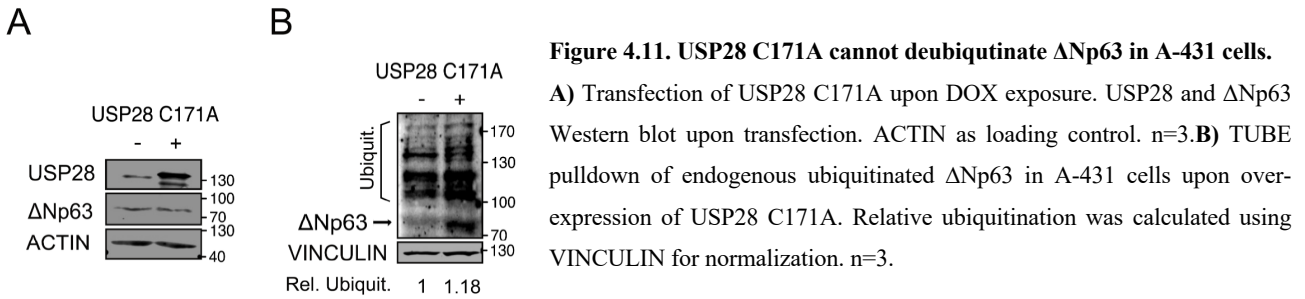 A
USP28 C171A
- +
USP28
130
ΔNp63
100
70
130
ACTIN
40
B
USP28 C171A
- +
Ubiquit.
170
130
100
ΔNp63
70
VINCULIN
130
Rel. Ubiquit. 1 1.18
Figure 4.11. USP28 C171A cannot deubiqutinate ΔNp63 in A-431 cells.
A) Transfection of USP28 C171A upon DOX exposure. USP28 and ΔNp63
Western blot upon transfection. ACTIN as loading control. n=3.B) TUBE
pulldown of endogenous ubiquitinated ΔNp63 in A-431 cells upon over-
expression of USP28 C171A. Relative ubiquitination was calculated using
VINCULIN for normalization. n=3.